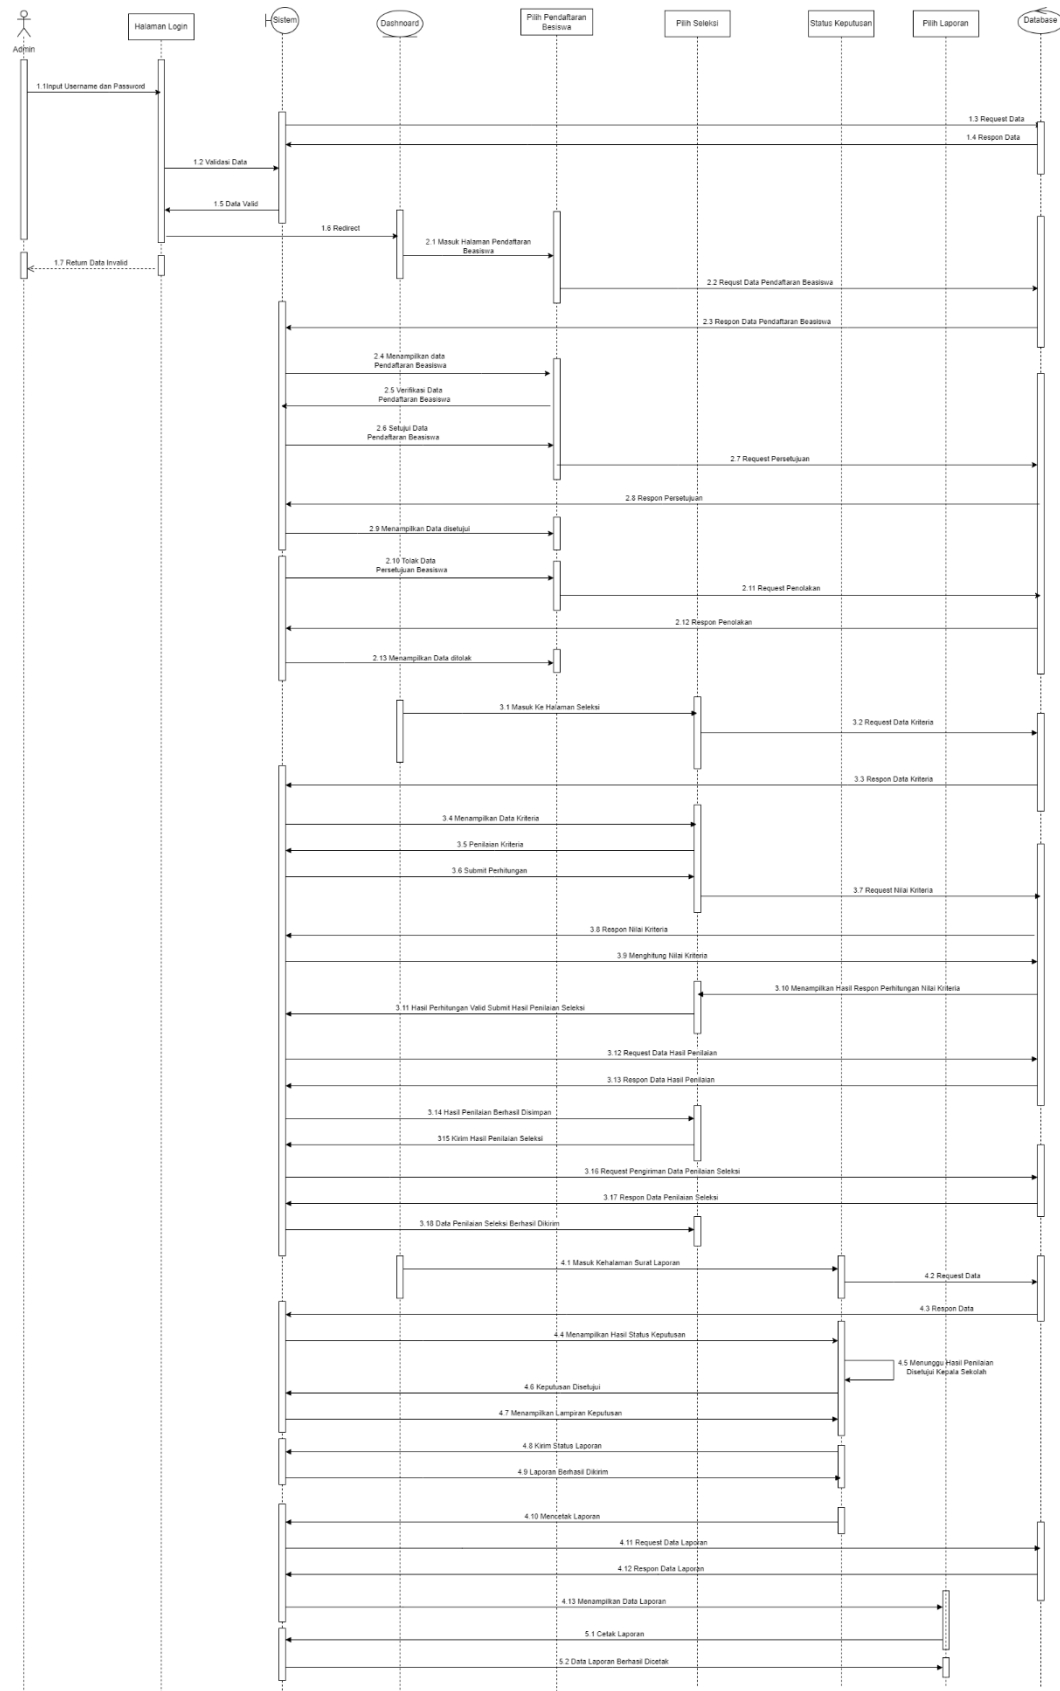 Admin
Halaman Login
Sistem
Dashnoard
Pilih Pendaftaran
Besiswa
Pilih Seleksi
Status Keputusan
Pilih Laporan
Database
1.1Input Username dan Password
1.3 Request Data
1.4 Respon Data
1.2 Validasi Data
1.5 Data Valid
1.6 Redirect
2.1 Masuk Halaman Pendaftaran
Beasiswa
1.7 Return Data Invalid
2.2 Requst Data Pendaftaran Beasiswa
2.3 Respon Data Pendaftaran Beasiswa
2.4 Menampilkan data
Pendaftaran Beasiswa
2.5 Verifikasi Data
Pendaftaran Beasiswa
2.6 Setujui Data
Pendaftaran Beasiswa
2.7 Request Persetujuan
2.8 Respon Persetujuan
2.9 Menampilkan Data disetujui
2.10 Tolak Data
Persetujuan Beasiswa
2.11 Request Penolakan
2.12 Respon Penolakan
2.13 Menampilkan Data ditolak
3.1 Masuk Ke Halaman Seleksi
3.2 Request Data Kriteria
3.3 Respon Data Kriteria
3.4 Menampilkan Data Kriteria
3.5 Penilaian Kriteria
3.6 Submit Perhitungan
3.7 Request Nilai Kriteria
3.8 Respon Nilai Kriteria
3.9 Menghitung Nilai Kriteria
3.10 Menampilkan Hasil Respon Perhitungan Nilai Kriteria
3.11 Hasil Perhitungan Valid Submit Hasil Penilaian Seleksi
3.12 Request Data Hasil Penilaian
3.13 Respon Data Hasil Penilaian
3.14 Hasil Penilaian Berhasil Disimpan
315 Kirim Hasil Penilaian Seleksi
3.16 Request Pengiriman Data Penilaian Seleksi
3.17 Respon Data Penilaian Seleksi
3.18 Data Penilaian Seleksi Berhasil Dikirim
4.1 Masuk Kehalaman Surat Laporan
4.2 Request Data
4.3 Respon Data
4.4 Menampilkan Hasil Status Keputusan
4.5 Menunggu Hasil Penilaian
Disetujui Kepala Sekolah
4.6 Keputusan Disetujui
4.7 Menampilkan Lampiran Keputusan
4.8 Kirim Status Laporan
4.9 Laporan Berhasil Dikirim
4.10 Mencetak Laporan
4.11 Request Data Laporan
4.12 Respon Data Laporan
4.13 Menampilkan Data Laporan
5.1 Cetak Laporan
5.2 Data Laporan Berhasil Dicetak